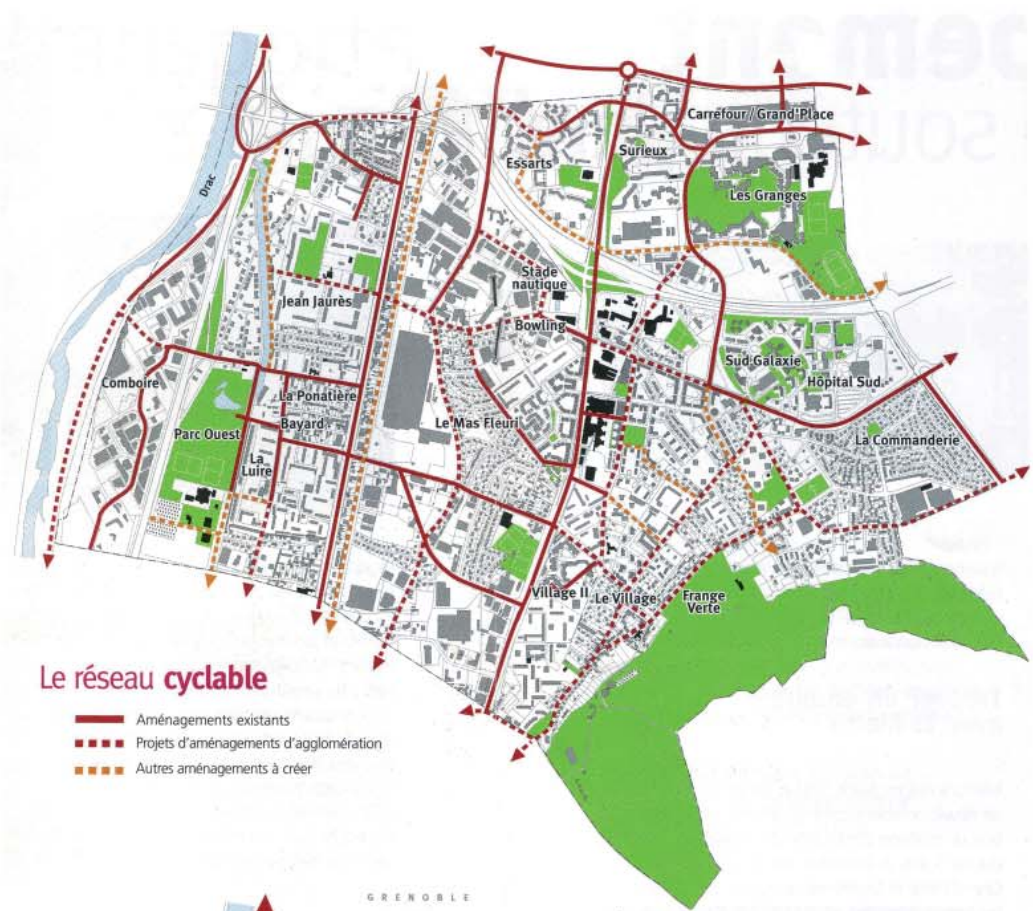 Drac
Carrefour / Grand'Place
Essarts
Surieux
Les Granges
Stade
nautique
Jean Jaurès
Bowling
Sud Galaxie
Hôpital Sud
Comboire
La Ponatière
Parc Ouest
Bayard
Le Mas Fleuri
La Commanderie
La
Luire
Village II
Le Village
Frange
Verte
Le réseau cyclable
Aménagements existants
Projets d'aménagements d'agglomération
Autres aménagements à créer
GRENOBLE